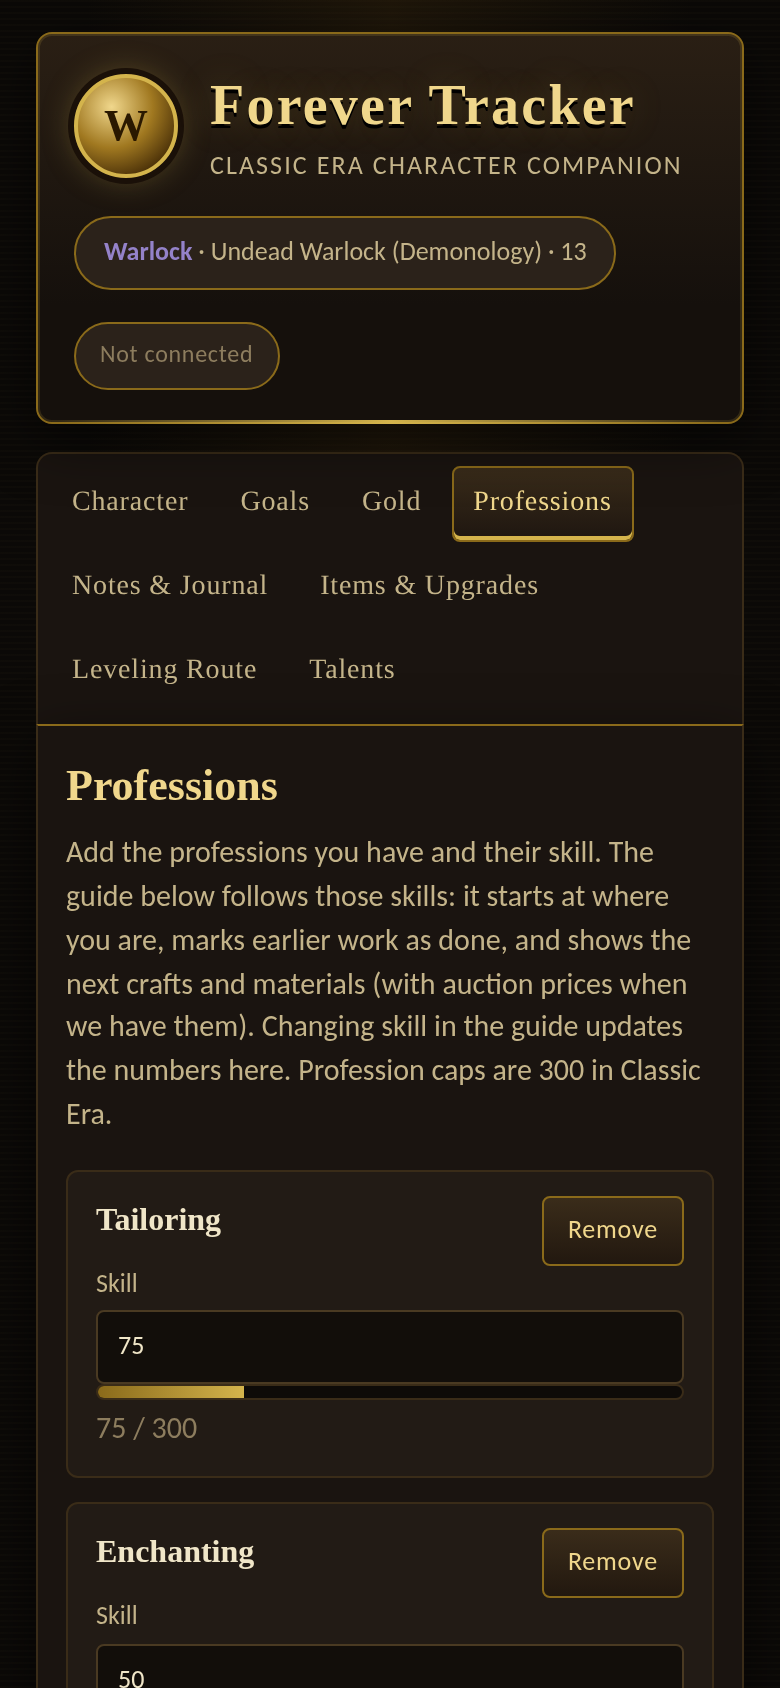 W
Forever Tracker
CLASSIC ERA CHARACTER COMPANION
Warlock · Undead Warlock (Demonology) · 13
Not connected
Character Goals Gold Professions
Notes & Journal Items & Upgrades
Leveling Route Talents
Professions
Add the professions you have and their skill. The
guide below follows those skills: it starts at where
you are, marks earlier work as done, and shows the
next crafts and materials (with auction prices when
we have them). Changing skill in the guide updates
the numbers here. Profession caps are 300 in Classic
Era.
Tailoring Remove
Skill
75
75 / 300
Enchanting Remove
Skill
50